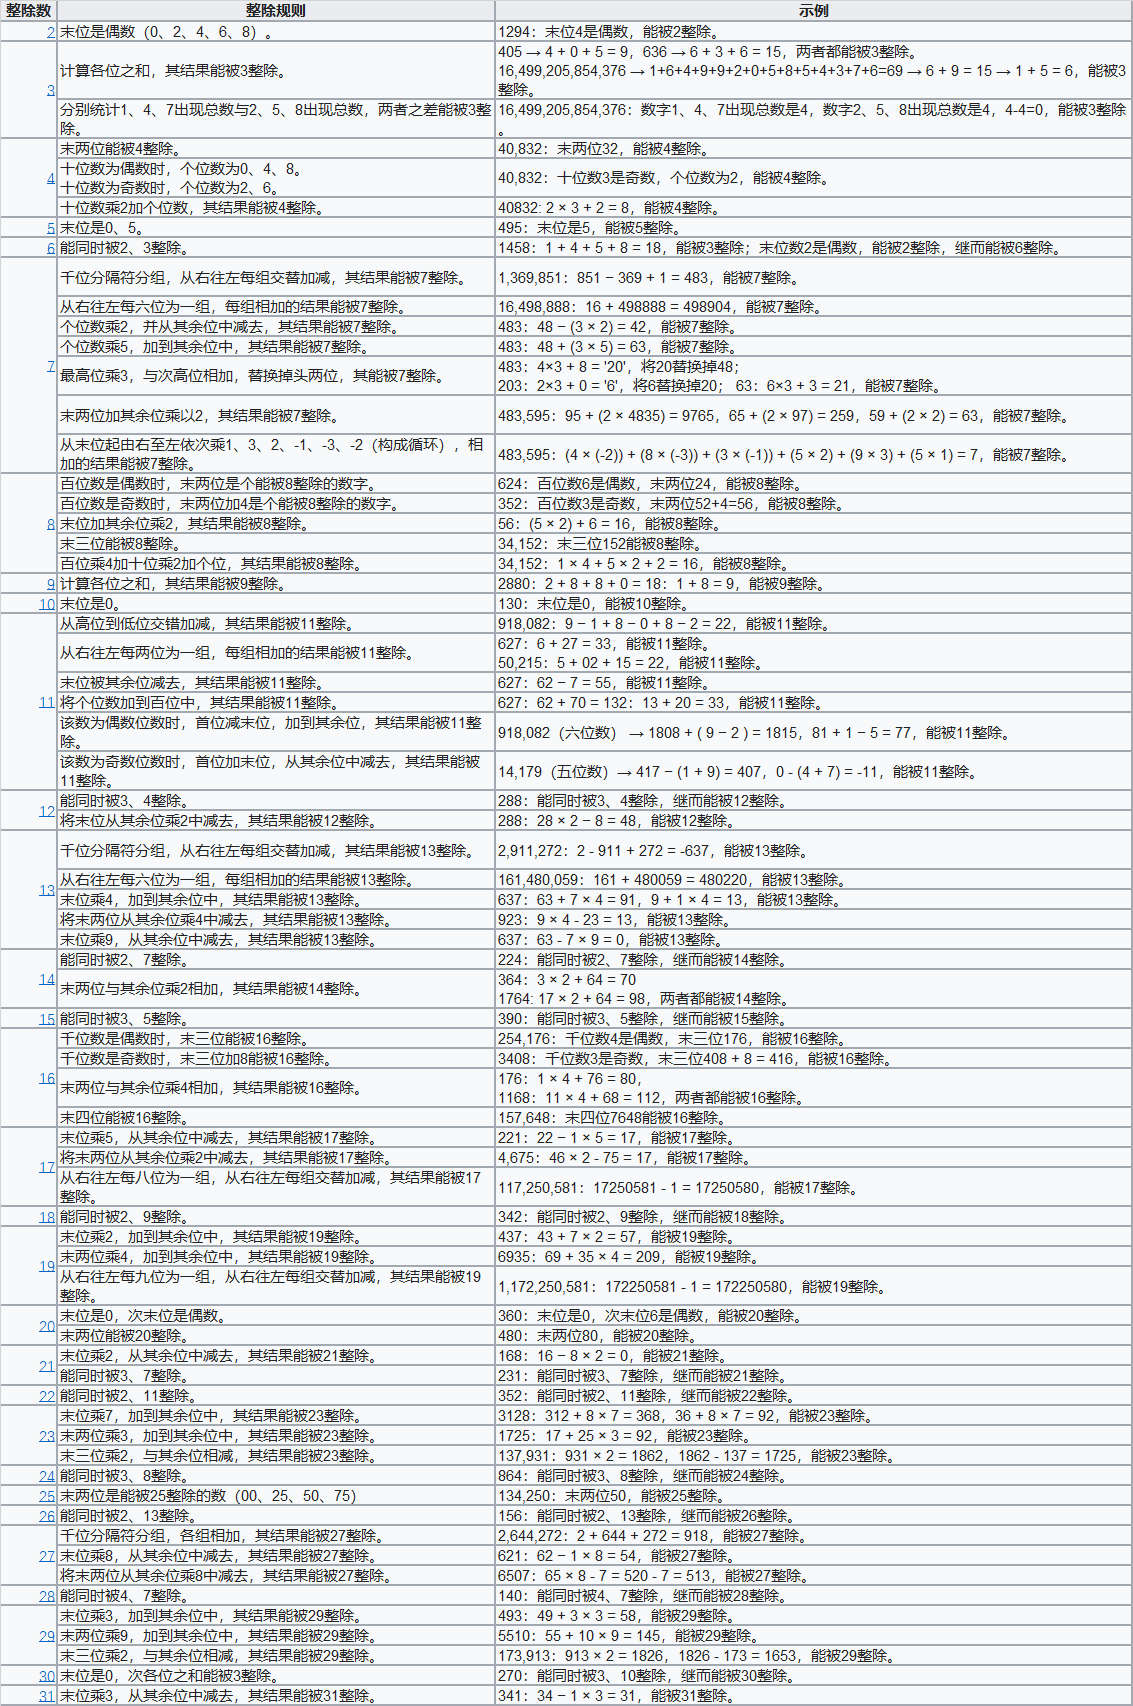 整除数 整除规则 示例
2 末位是偶数（0、2、4、6、8）。 1294：末位4是偶数，能被2整除。
3 计算各位之和，其结果能被3整除。 405 → 4 + 0 + 5 = 9，636 → 6 + 3 + 6 = 15，两者都能被3整除。
16,499,205,854,376 → 1+6+4+9+9+2+0+5+8+5+4+3+7+6=69 → 6 + 9 = 15 → 1 + 5 = 6，能被3
整除。
分别统计1、4、7出现总数与2、5、8出现总数，两者之差能被3整
除。 16,499,205,854,376：数字1、4、7出现总数是4，数字2、5、8出现总数是4，4-4=0，能被3整除
。
4 末两位能被4整除。 40,832：末两位32，能被4整除。
十位数为偶数时，个位数为0、4、8。
十位数为奇数时，个位数为2、6。 40,832：十位数3是奇数，个位数为2，能被4整除。
十位数乘2加个位数，其结果能被4整除。 40832: 2 × 3 + 2 = 8，能被4整除。
5 末位是0、5。 495：末位是5，能被5整除。
6 能同时被2、3整除。 1458：1 + 4 + 5 + 8 = 18，能被3整除；末位数2是偶数，能被2整除，继而能被6整除。
7 千位分隔符分组，从右往左每组交替加减，其结果能被7整除。 1,369,851：851 − 369 + 1 = 483，能被7整除。
从右往左每六位为一组，每组相加的结果能被7整除。 16,498,888：16 + 498888 = 498904，能被7整除。
个位数乘2，并从其余位中减去，其结果能被7整除。 483：48 − (3 × 2) = 42，能被7整除。
个位数乘5，加到其余位中，其结果能被7整除。 483：48 + (3 × 5) = 63，能被7整除。
最高位乘3，与次高位相加，替换掉头两位，其能被7整除。 483：4×3 + 8 = '20'，将20替换掉48；
203：2×3 + 0 = '6'，将6替换掉20； 63：6×3 + 3 = 21，能被7整除。
末两位加其余位乘以2，其结果能被7整除。 483,595：95 + (2 × 4835) = 9765，65 + (2 × 97) = 259，59 + (2 × 2) = 63，能被7整除。
从末位起由右至左依次乘1、3、2、-1、-3、-2（构成循环），相
加的结果能被7整除。 483,595：(4 × (-2)) + (8 × (-3)) + (3 × (-1)) + (5 × 2) + (9 × 3) + (5 × 1) = 7，能被7整除。
8 百位数是偶数时，末两位是个能被8整除的数字。 624：百位数6是偶数，末两位24，能被8整除。
百位数是奇数时，末两位加4是个能被8整除的数字。 352：百位数3是奇数，末两位52+4=56，能被8整除。
末位加其余位乘2，其结果能被8整除。 56：(5 × 2) + 6 = 16，能被8整除。
末三位能被8整除。 34,152：末三位152能被8整除。
百位乘4加十位乘2加个位，其结果能被8整除。 34,152：1 × 4 + 5 × 2 + 2 = 16，能被8整除。
9 计算各位之和，其结果能被9整除。 2880：2 + 8 + 8 + 0 = 18：1 + 8 = 9，能被9整除。
10 末位是0。 130：末位是0，能被10整除。
11 从高位到低位交错加减，其结果能被11整除。 918,082：9 − 1 + 8 − 0 + 8 − 2 = 22，能被11整除。
从右往左每两位为一组，每组相加的结果能被11整除。 627：6 + 27 = 33，能被11整除。
50,215：5 + 02 + 15 = 22，能被11整除。
末位被其余位减去，其结果能被11整除。 627：62 − 7 = 55，能被11整除。
将个位数加到百位中，其结果能被11整除。 627：62 + 70 = 132：13 + 20 = 33，能被11整除。
该数为偶数位数时，首位减末位，加到其余位，其结果能被11整
除。 918,082（六位数） → 1808 + ( 9 − 2 ) = 1815，81 + 1 − 5 = 77，能被11整除。
该数为奇数位数时，首位加末位，从其余位中减去，其结果能被
11整除。 14,179（五位数）→ 417 − (1 + 9) = 407，0 - (4 + 7) = -11，能被11整除。
12 能同时被3、4整除。 288：能同时被3、4整除，继而能被12整除。
将末位从其余位乘2中减去，其结果能被12整除。 288：28 × 2 − 8 = 48，能被12整除。
13 千位分隔符分组，从右往左每组交替加减，其结果能被13整除。 2,911,272：2 - 911 + 272 = -637，能被13整除。
从右往左每六位为一组，每组相加的结果能被13整除。 161,480,059：161 + 480059 = 480220，能被13整除。
末位乘4，加到其余位中，其结果能被13整除。 637：63 + 7 × 4 = 91，9 + 1 × 4 = 13，能被13整除。
将末两位从其余位乘4中减去，其结果能被13整除。 923：9 × 4 - 23 = 13，能被13整除。
末位乘9，从其余位中减去，其结果能被13整除。 637：63 - 7 × 9 = 0，能被13整除。
14 能同时被2、7整除。 224：能同时被2、7整除，继而能被14整除。
末两位与其余位乘2相加，其结果能被14整除。 364：3 × 2 + 64 = 70
1764: 17 × 2 + 64 = 98，两者都能被14整除。
15 能同时被3、5整除。 390：能同时被3、5整除，继而能被15整除。
16 千位数是偶数时，末三位能被16整除。 254,176：千位数4是偶数，末三位176，能被16整除。
千位数是奇数时，末三位加8能被16整除。 3408：千位数3是奇数，末三位408 + 8 = 416，能被16整除。
末两位与其余位乘4相加，其结果能被16整除。 176：1 × 4 + 76 = 80，
1168：11 × 4 + 68 = 112，两者都能被16整除。
末四位能被16整除。 157,648：末四位7648能被16整除。
17 末位乘5，从其余位中减去，其结果能被17整除。 221：22 − 1 × 5 = 17，能被17整除。
将末两位从其余位乘2中减去，其结果能被17整除。 4,675：46 × 2 - 75 = 17，能被17整除。
从右往左每八位为一组，从右往左每组交替加减，其结果能被17
整除。 117,250,581：17250581 - 1 = 17250580，能被17整除。
18 能同时被2、9整除。 342：能同时被2、9整除，继而能被18整除。
19 末位乘2，加到其余位中，其结果能被19整除。 437：43 + 7 × 2 = 57，能被19整除。
末两位乘4，加到其余位中，其结果能被19整除。 6935：69 + 35 × 4 = 209，能被19整除。
从右往左每九位为一组，从右往左每组交替加减，其结果能被19
整除。 1,172,250,581：172250581 - 1 = 172250580，能被19整除。
20 末位是0，次末位是偶数。 360：末位是0，次末位6是偶数，能被20整除。
末两位能被20整除。 480：末两位80，能被20整除。
21 末位乘2，从其余位中减去，其结果能被21整除。 168：16 − 8 × 2 = 0，能被21整除。
能同时被3、7整除。 231：能同时被3、7整除，继而能被21整除。
22 能同时被2、11整除。 352：能同时被2、11整除，继而能被22整除。
23 末位乘7，加到其余位中，其结果能被23整除。 3128：312 + 8 × 7 = 368，36 + 8 × 7 = 92，能被23整除。
末两位乘3，加到其余位中，其结果能被23整除。 1725：17 + 25 × 3 = 92，能被23整除。
末三位乘2，与其余位相减，其结果能被23整除。 137,931：931 × 2 = 1862，1862 - 137 = 1725，能被23整除。
24 能同时被3、8整除。 864：能同时被3、8整除，继而能被24整除。
25 末两位是能被25整除的数（00、25、50、75） 134,250：末两位50，能被25整除。
26 能同时被2、13整除。 156：能同时被2、13整除，继而能被26整除。
27 千位分隔符分组，各组相加，其结果能被27整除。 2,644,272：2 + 644 + 272 = 918，能被27整除。
末位乘8，从其余位中减去，其结果能被27整除。 621：62 − 1 × 8 = 54，能被27整除。
将末两位从其余位乘8中减去，其结果能被27整除。 6507：65 × 8 - 7 = 520 - 7 = 513，能被27整除。
28 能同时被4、7整除。 140：能同时被4、7整除，继而能被28整除。
29 末位乘3，加到其余位中，其结果能被29整除。 493：49 + 3 × 3 = 58，能被29整除。
末两位乘9，加到其余位中，其结果能被29整除。 5510：55 + 10 × 9 = 145，能被29整除。
末三位乘2，与其余位相减，其结果能被29整除。 173,913：913 × 2 = 1826，1826 - 173 = 1653，能被29整除。
30 末位是0，次各位之和能被3整除。 270：能同时被3、10整除，继而能被30整除。
31 末位乘3，从其余位中减去，其结果能被31整除。 341：34 − 1 × 3 = 31，能被31整除。